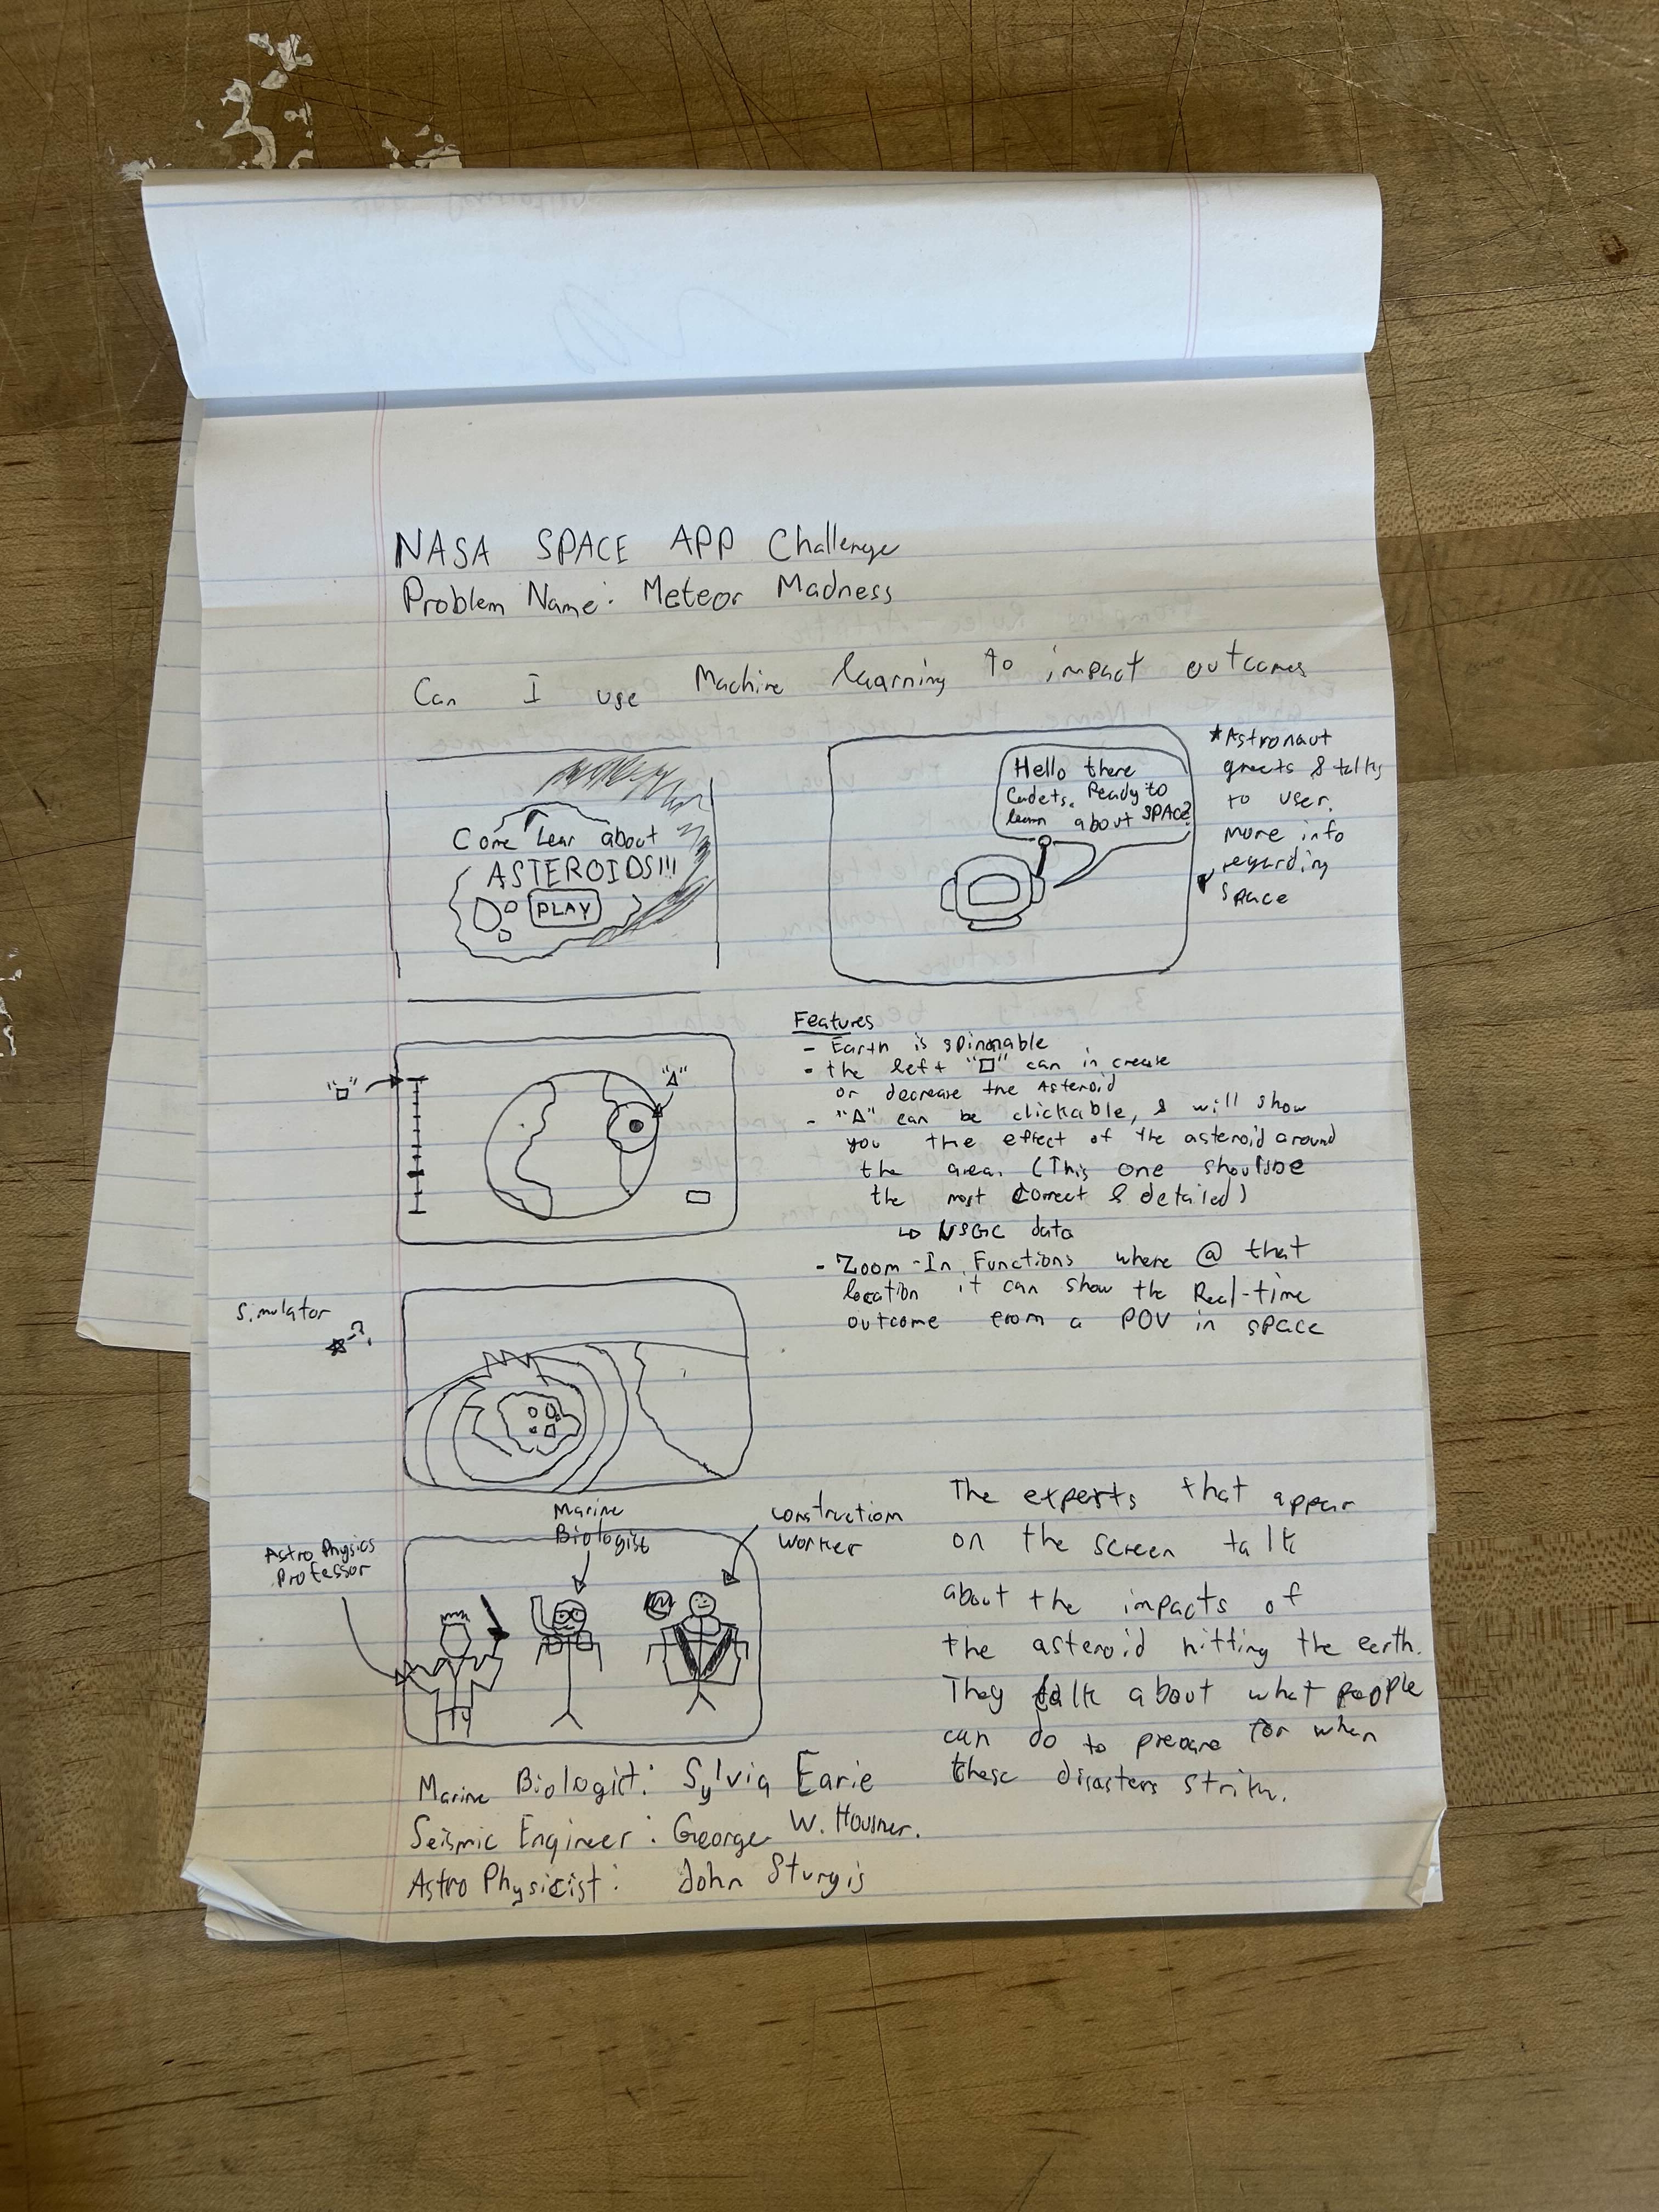 NASA SPACE APP Challenge
Problem Name: Meteor Madness
Can I use Machine learning to impact outcomes
Come Lear about
ASTEROIDS!!!
PLAY
Hello there
Cadets. Ready to
learn about SPACE?
*Astronaut
greets & talks
to user.
more info
regarding
space
"□"
"Δ"
Features
- Earth is spinnable
- the left "□" can in crease
or decrease the Asteroid
- "Δ" can be clickable, & will show
you the effect of the asteroid around
the area. (This one should be
the most correct & detailed)
↳ NSGC data
- Zoom-In Functions where @ that
location it can show the Real-time
outcome from a POV in space
Simulator
☆-?
Astro Physics
Professor
Marine
Biologist
construction
worker
The experts that appear
on the screen talk
about the impacts of
the asteroid hitting the earth.
They talk about what people
can do to prepare for when
these disasters strike.
Marine Biologist: Sylvia Earie
Seismic Engineer: George W. Housner.
Astro Physicist: John Sturgis